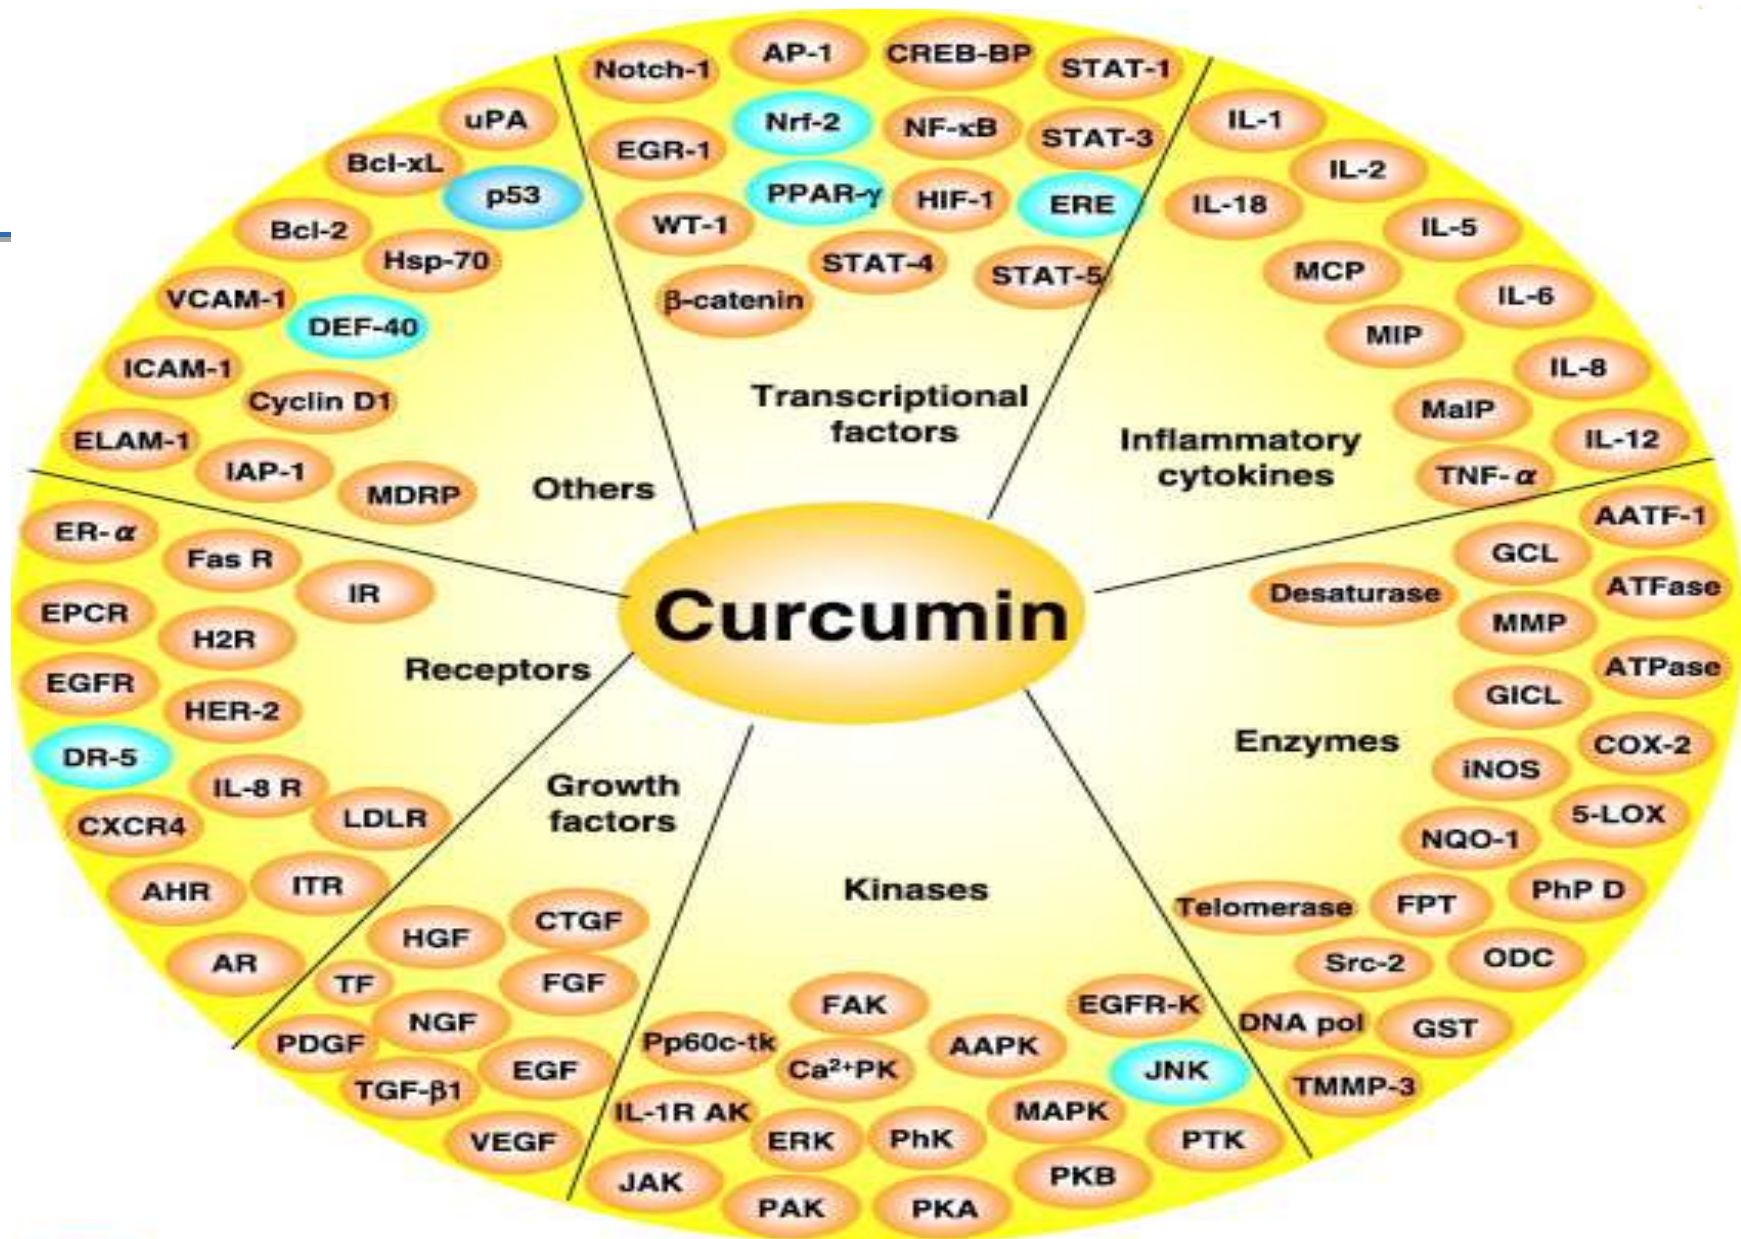 Notch-1
AP-1
CREB-BP
STAT-1
EGR-1
Nrf-2
NF-κB
STAT-3
WT-1
PPAR-γ
HIF-1
ERE
β-catenin
STAT-4
STAT-5
Transcriptional
factors
IL-1
IL-2
IL-18
IL-5
MCP
IL-6
MIP
IL-8
MaIP
IL-12
TNF-α
Inflammatory
cytokines
AATF-1
GCL
Desaturase
ATFase
MMP
ATPase
GICL
COX-2
iNOS
5-LOX
NQO-1
PhP D
FPT
Telomerase
ODC
Src-2
GST
DNA pol
TMMP-3
Enzymes
Kinases
FAK
EGFR-K
Pp60c-tk
Ca²⁺PK
AAPK
JNK
IL-1R AK
ERK
PhK
MAPK
PTK
JAK
PAK
PKA
PKB
Growth
factors
HGF
CTGF
TF
FGF
NGF
PDGF
EGF
TGF-β1
VEGF
Receptors
ER-α
Fas R
IR
EPCR
H2R
EGFR
HER-2
DR-5
IL-8 R
CXCR4
LDLR
AHR
ITR
AR
Others
uPA
Bcl-xL
p53
Bcl-2
Hsp-70
VCAM-1
DEF-40
ICAM-1
Cyclin D1
ELAM-1
IAP-1
MDRP
Curcumin